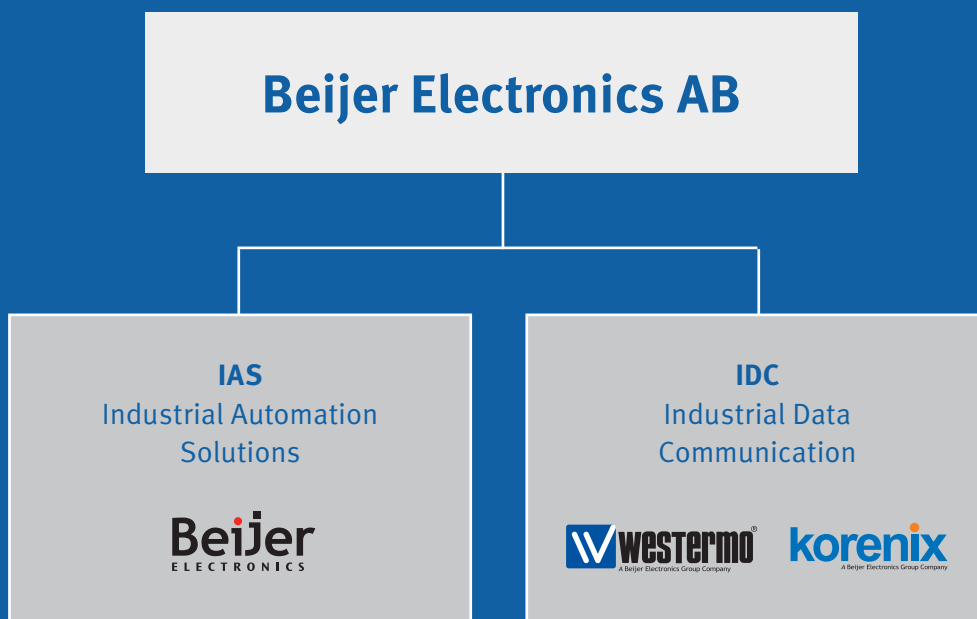 Beijer Electronics AB
IAS
Industrial Automation
Solutions
Beijer
ELECTRONICS
IDC
Industrial Data
Communication
westermo®
A Beijer Electronics Group Company
korenix
A Beijer Electronics Group Company